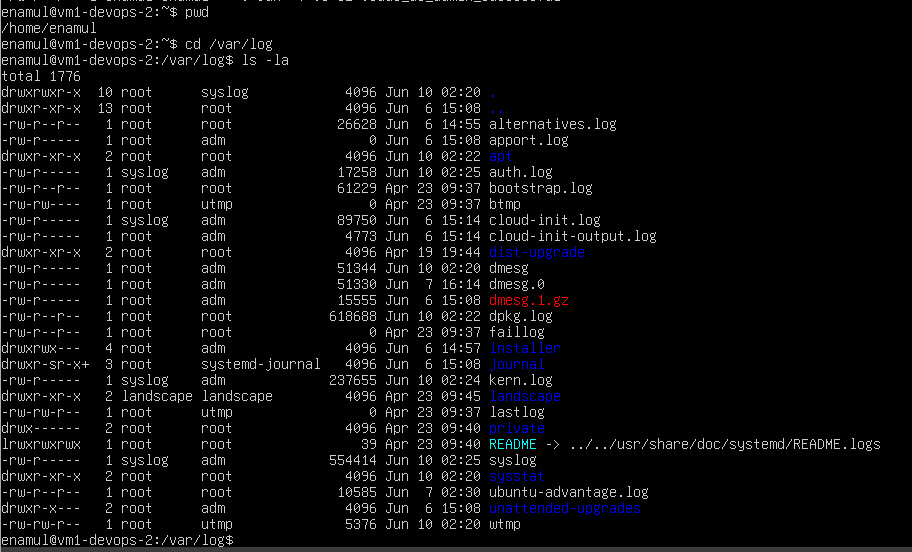 enamul@vm1-devops-2:~$ pwd
/home/enamul
enamul@vm1-devops-2:~$ cd /var/log
enamul@vm1-devops-2:/var/log$ ls -la
total 1776
drwxrwxr-x  10 root      syslog            4096 Jun 10 02:20 .
drwxr-xr-x  13 root      root              4096 Jun  6 15:08 ..
-rw-r--r--   1 root      root             26628 Jun  6 14:55 alternatives.log
-rw-r-----   1 root      adm                  0 Jun  6 15:08 apport.log
drwxr-xr-x   2 root      root              4096 Jun 10 02:22 apt
-rw-r-----   1 syslog    adm              17258 Jun 10 02:25 auth.log
-rw-r--r--   1 root      root             61229 Apr 23 09:37 bootstrap.log
-rw-rw----   1 root      utmp                 0 Apr 23 09:37 btmp
-rw-r-----   1 syslog    adm              89750 Jun  6 15:14 cloud-init.log
-rw-r-----   1 root      adm               4773 Jun  6 15:14 cloud-init-output.log
drwxr-xr-x   2 root      root              4096 Apr 19 19:44 dist-upgrade
-rw-r-----   1 root      adm              51344 Jun 10 02:20 dmesg
-rw-r-----   1 root      adm              51330 Jun  7 16:14 dmesg.0
-rw-r-----   1 root      adm              15555 Jun  6 15:08 dmesg.1.gz
-rw-r--r--   1 root      root            618688 Jun 10 02:22 dpkg.log
-rw-r--r--   1 root      root                 0 Apr 23 09:37 faillog
drwxrwx---   4 root      adm               4096 Jun  6 14:57 installer
drwxr-sr-x+  3 root      systemd-journal   4096 Jun  6 15:08 journal
-rw-r-----   1 syslog    adm             237655 Jun 10 02:24 kern.log
drwxr-xr-x   2 landscape landscape         4096 Apr 23 09:45 landscape
-rw-rw-r--   1 root      utmp                 0 Apr 23 09:37 lastlog
drwx------   2 root      root              4096 Apr 23 09:40 private
lrwxrwxrwx   1 root      root                39 Apr 23 09:40 README -> ../../usr/share/doc/systemd/README.logs
-rw-r-----   1 syslog    adm             554414 Jun 10 02:25 syslog
drwxr-xr-x   2 root      root              4096 Jun 10 02:20 sysstat
-rw-r--r--   1 root      root             10585 Jun  7 02:30 ubuntu-advantage.log
drwxr-x---   2 root      adm               4096 Jun  6 15:08 unattended-upgrades
-rw-rw-r--   1 root      utmp              5376 Jun 10 02:20 wtmp
enamul@vm1-devops-2:/var/log$